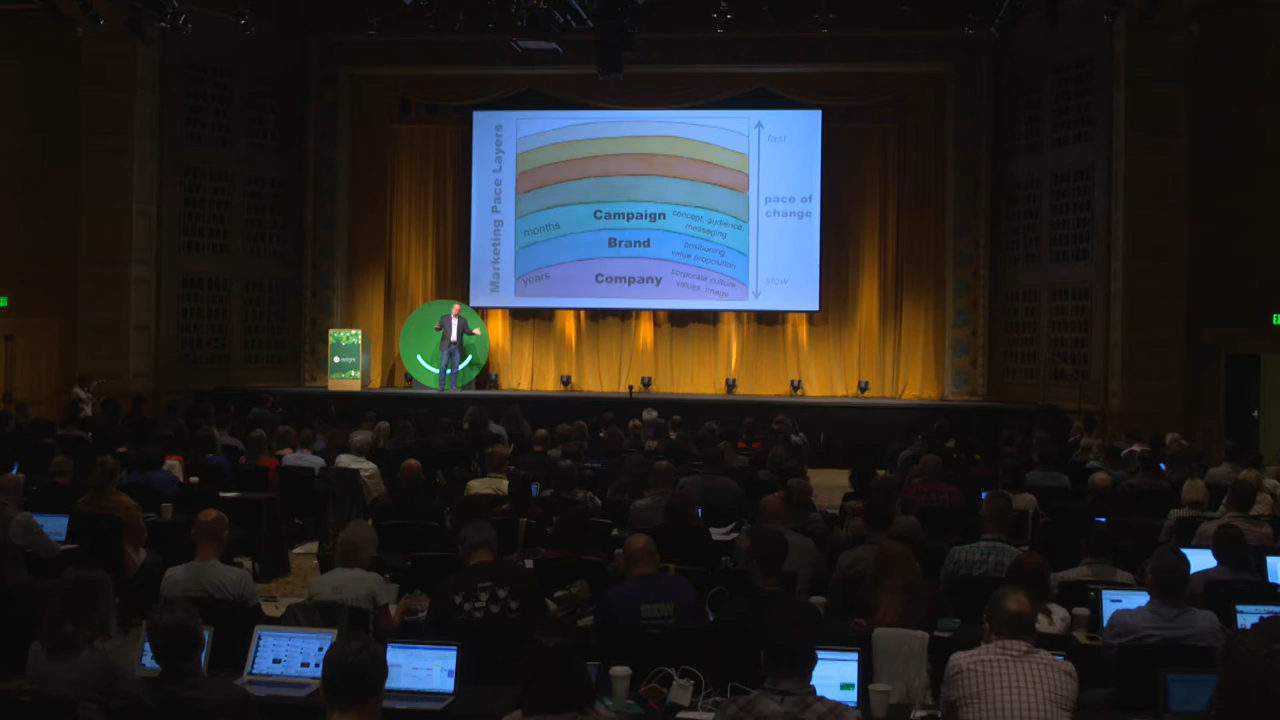 Marketing Pace Layers
fast
pace of
change
slow
months
Campaign
concept, audience,
messaging
Brand
positioning,
value proposition
years
Company
corporate culture,
values, image